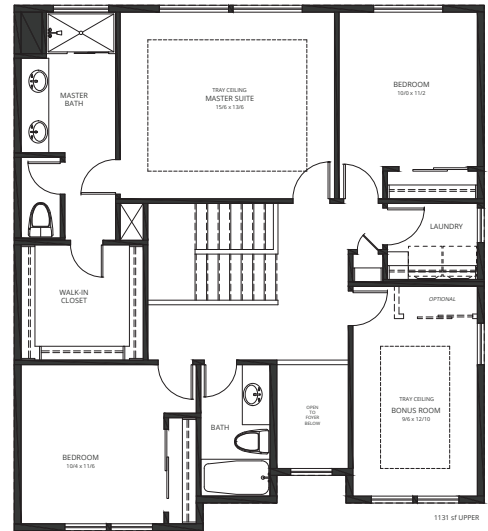 MASTER
BATH
TRAY CEILING
MASTER SUITE
15/6 x 13/6
BEDROOM
10/0 x 11/2
LAUNDRY
WALK-IN
CLOSET
OPTIONAL
TRAY CEILING
BONUS ROOM
9/6 x 12/10
OPEN
TO
FOYER
BELOW
BATH
BEDROOM
10/4 x 11/6
1131 sf UPPER